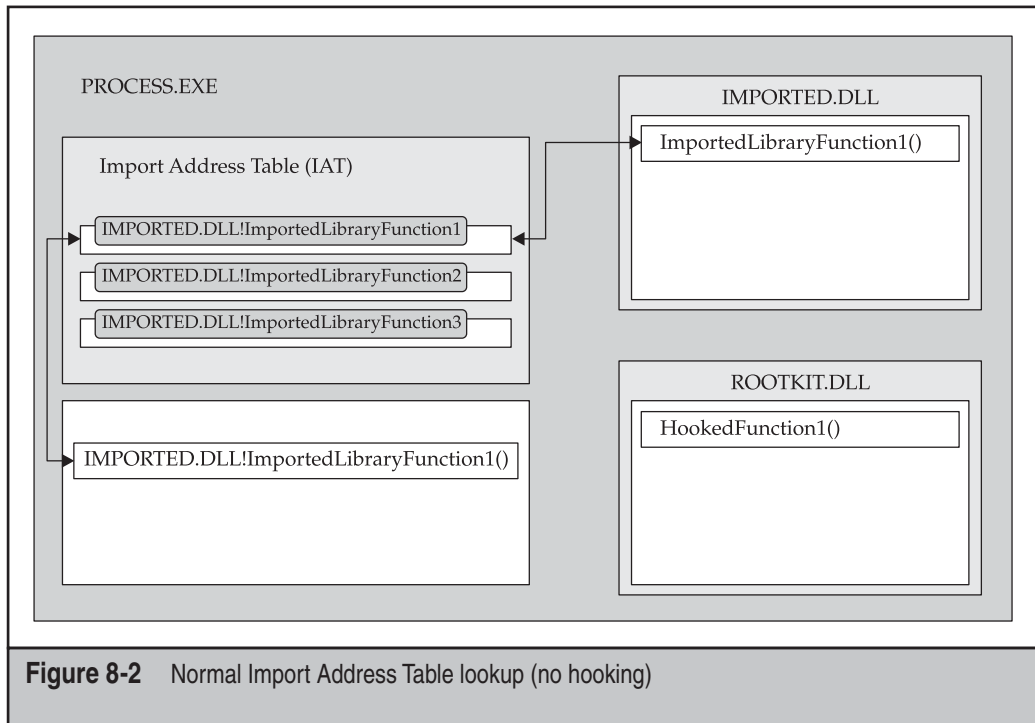 PROCESS.EXE
Import Address Table (IAT)
IMPORTED.DLL!ImportedLibraryFunction1
IMPORTED.DLL!ImportedLibraryFunction2
IMPORTED.DLL!ImportedLibraryFunction3
IMPORTED.DLL!ImportedLibraryFunction1()
IMPORTED.DLL
ImportedLibraryFunction1()
ROOTKIT.DLL
HookedFunction1()
Figure 8-2 Normal Import Address Table lookup (no hooking)